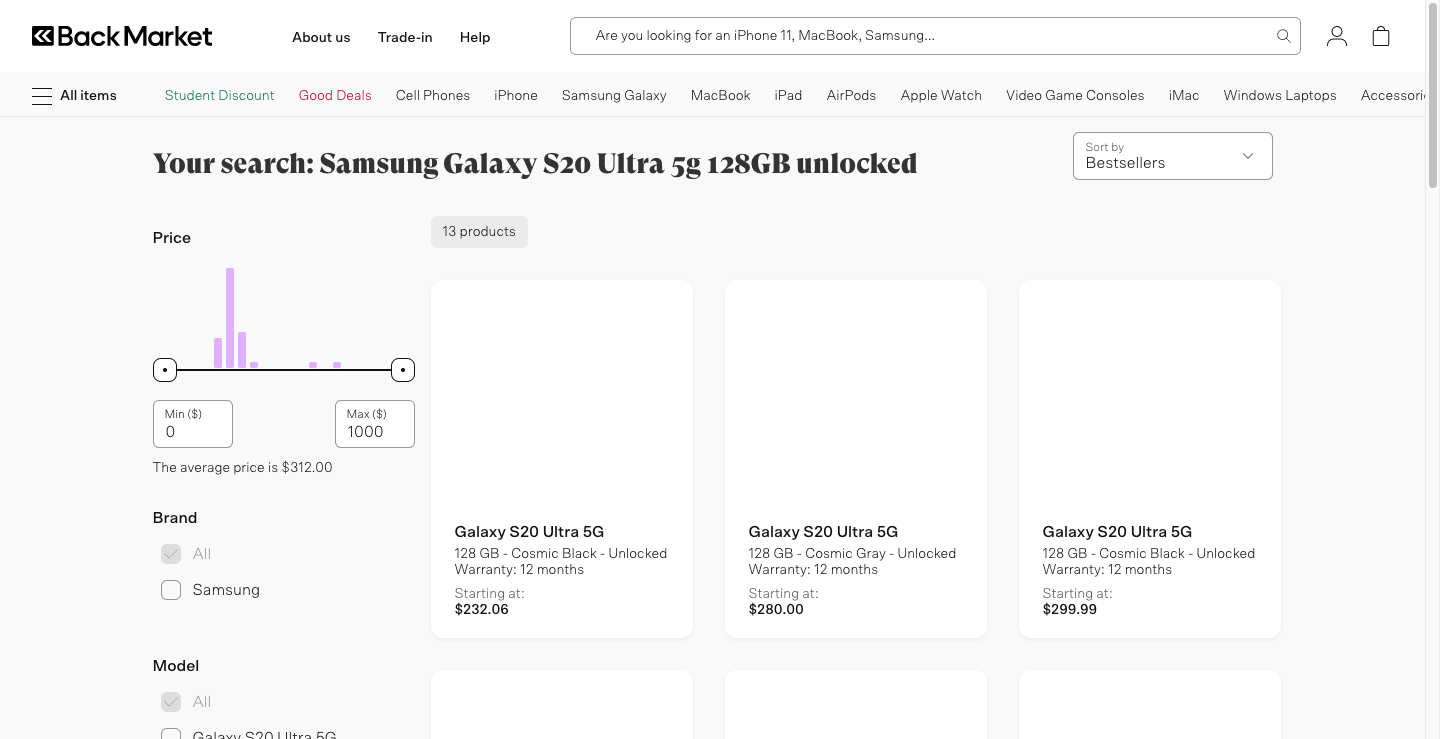 Back Market
About us
Trade-in
Help
Are you looking for an iPhone 11, MacBook, Samsung...
All items
Student Discount
Good Deals
Cell Phones
iPhone
Samsung Galaxy
MacBook
iPad
AirPods
Apple Watch
Video Game Consoles
iMac
Windows Laptops
Accessori
Your search: Samsung Galaxy S20 Ultra 5g 128GB unlocked
Sort by
Bestsellers
Price
13 products
Min ($)
0
Max ($)
1000
The average price is $312.00
Brand
All
Samsung
Model
All
Galaxy S20 Ultra 5G
Galaxy S20 Ultra 5G
128 GB - Cosmic Black - Unlocked
Warranty: 12 months
Starting at:
$232.06
Galaxy S20 Ultra 5G
128 GB - Cosmic Gray - Unlocked
Warranty: 12 months
Starting at:
$280.00
Galaxy S20 Ultra 5G
128 GB - Cosmic Black - Unlocked
Warranty: 12 months
Starting at:
$299.99